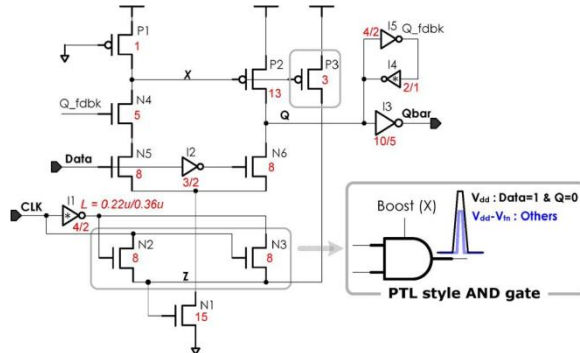 P1
1
X
P2
13
P3
3
4/2
I5
Q_fdbk
I4
*
2/1
Q_fdbk
N4
5
Q
I3
10/5
Qbar
Data
N5
8
I2
3/2
N6
8
CLK
I1
*
4/2
L = 0.22u/0.36u
N2
8
N3
8
Z
N1
15
Boost (X)
Vdd : Data=1 & Q=0
Vdd-Vtn : Others
PTL style AND gate